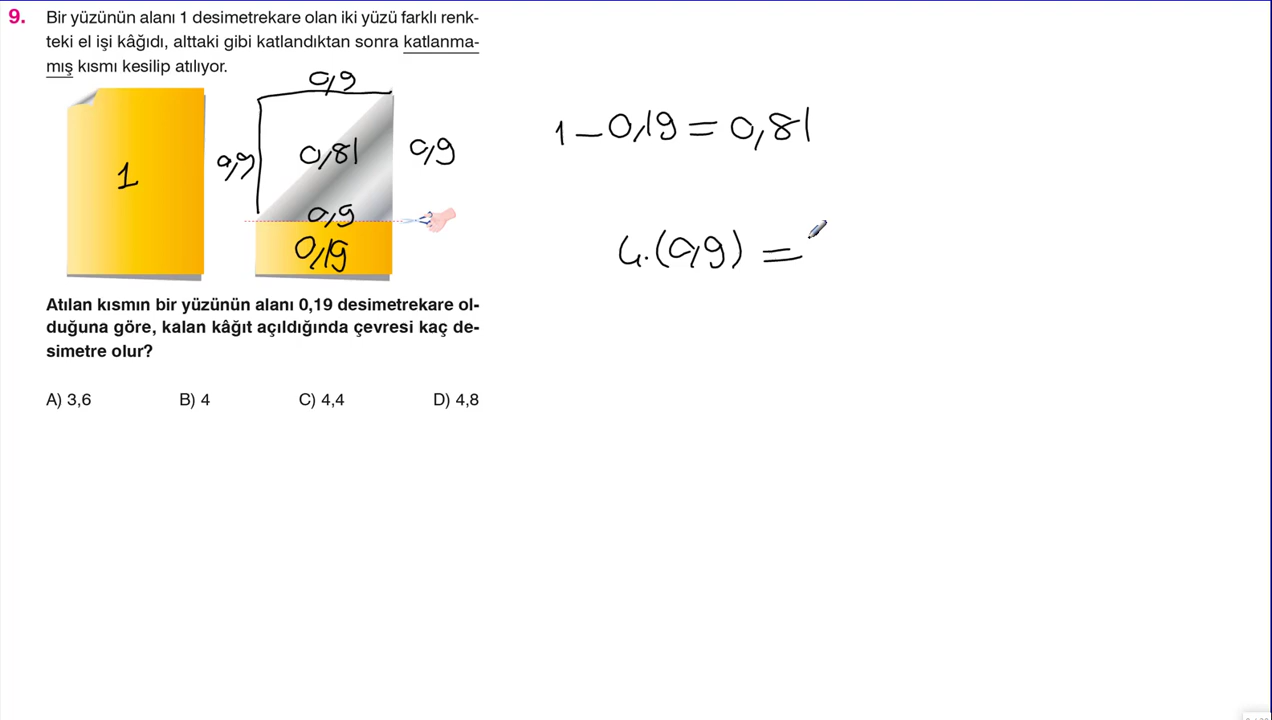 9. Bir yüzünün alanı 1 desimetrekare olan iki yüzü farklı renk-
teki el işi kâğıdı, alttaki gibi katlandıktan sonra katlanma-
mış kısmı kesilip atılıyor.
0,9
1
0,9
0,81
0,9
0,9
0,19
1 - 0,19 = 0,81
4.(0,9) =
Atılan kısmın bir yüzünün alanı 0,19 desimetrekare ol-
duğuna göre, kalan kâğıt açıldığında çevresi kaç de-
simetre olur?
A) 3,6 B) 4 C) 4,4 D) 4,8